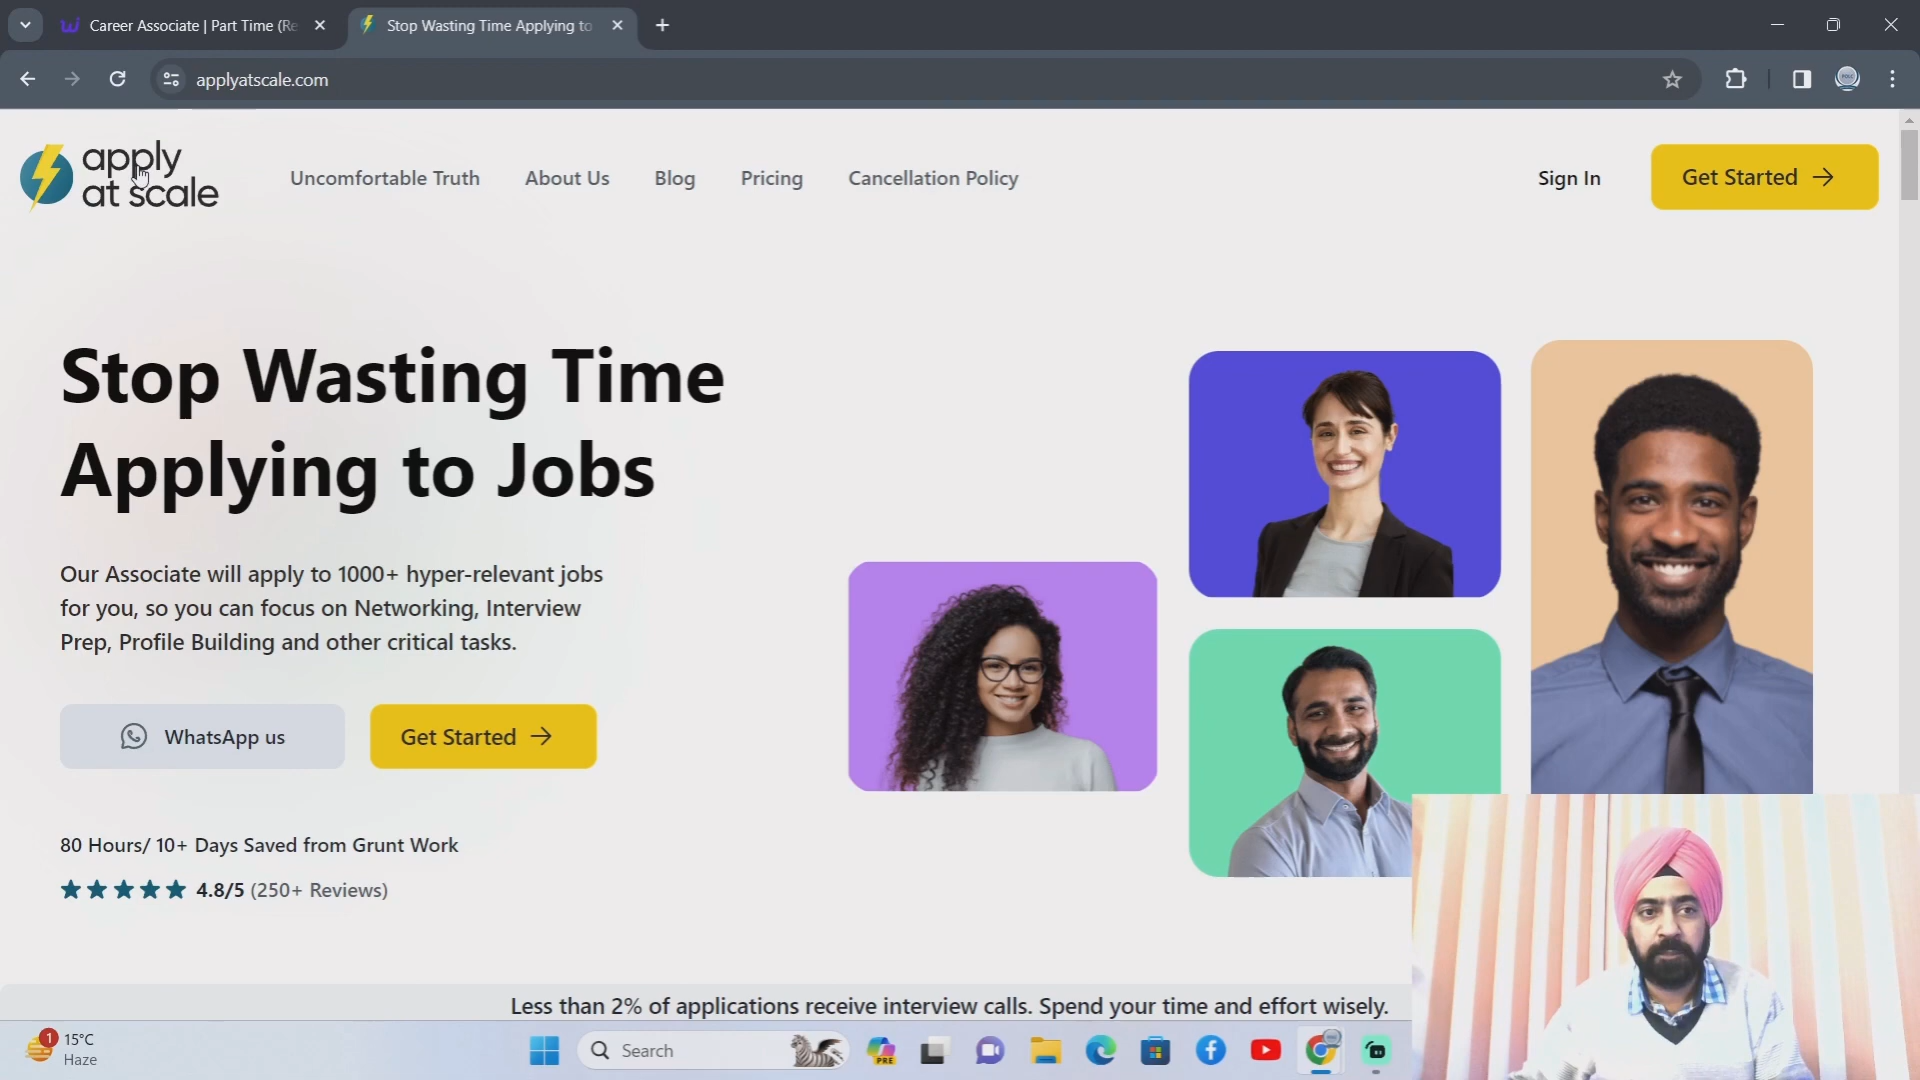 Career Associate | Part Time (Re
Stop Wasting Time Applying to
applyatscale.com
apply
at scale
Uncomfortable Truth
About Us
Blog
Pricing
Cancellation Policy
Sign In
Get Started
Stop Wasting Time
Applying to Jobs
Our Associate will apply to 1000+ hyper-relevant jobs
for you, so you can focus on Networking, Interview
Prep, Profile Building and other critical tasks.
WhatsApp us
Get Started
80 Hours/ 10+ Days Saved from Grunt Work
4.8/5 (250+ Reviews)
Less than 2% of applications receive interview calls. Spend your time and effort wisely.
1
15°C
Haze
Search
PRE